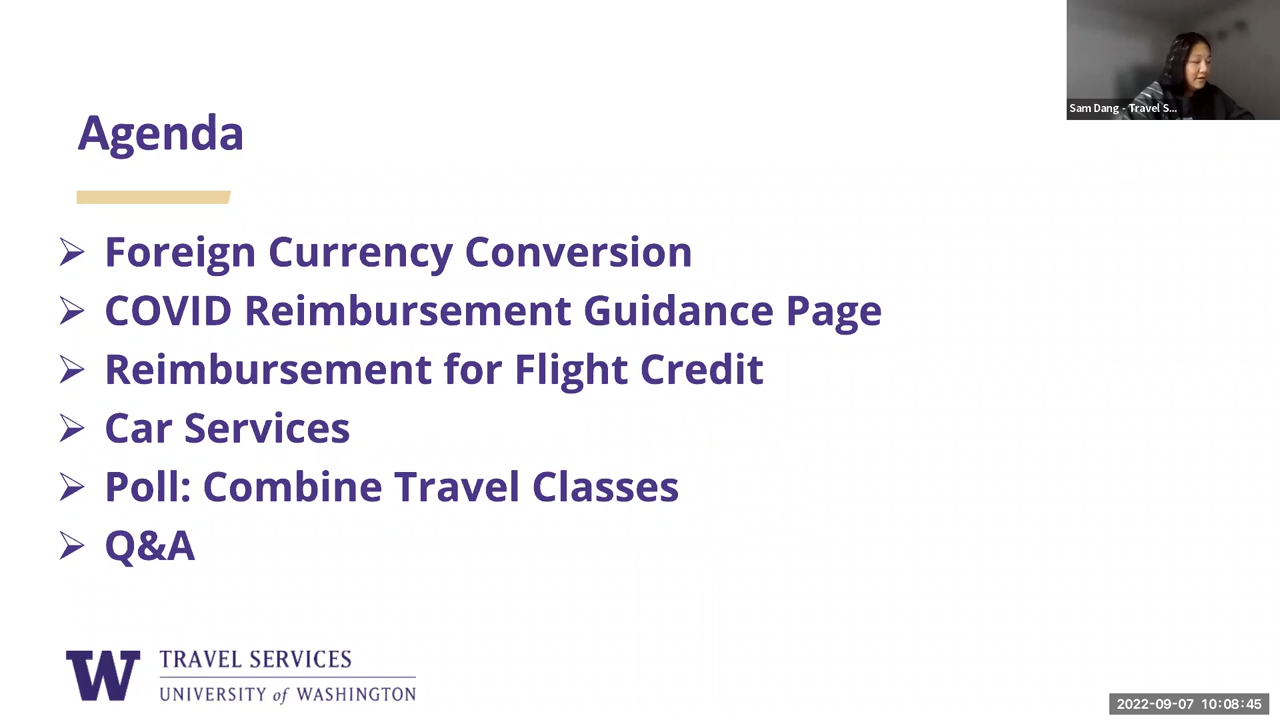 Agenda
Foreign Currency Conversion
COVID Reimbursement Guidance Page
Reimbursement for Flight Credit
Car Services
Poll: Combine Travel Classes
Q&A
W TRAVEL SERVICES
UNIVERSITY of WASHINGTON
Sam Dang - Travel S...
2022-09-07 10:08:45